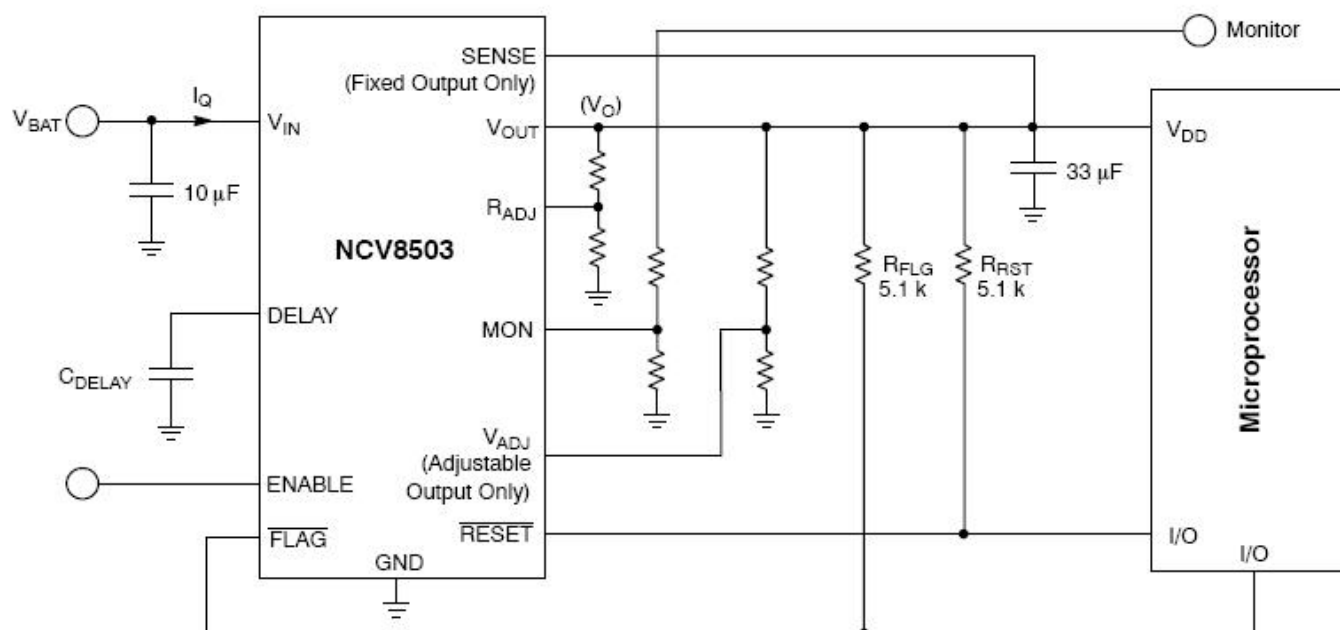 Monitor
SENSE
(Fixed Output Only)
I_Q
(V_O)
V_BAT
V_IN
V_OUT
V_DD
10 µF
33 µF
R_ADJ
NCV8503
R_FLG
5.1 k
R_RST
5.1 k
DELAY
MON
C_DELAY
Microprocessor
V_ADJ
(Adjustable
Output Only)
ENABLE
FLAG
RESET
I/O
I/O
GND